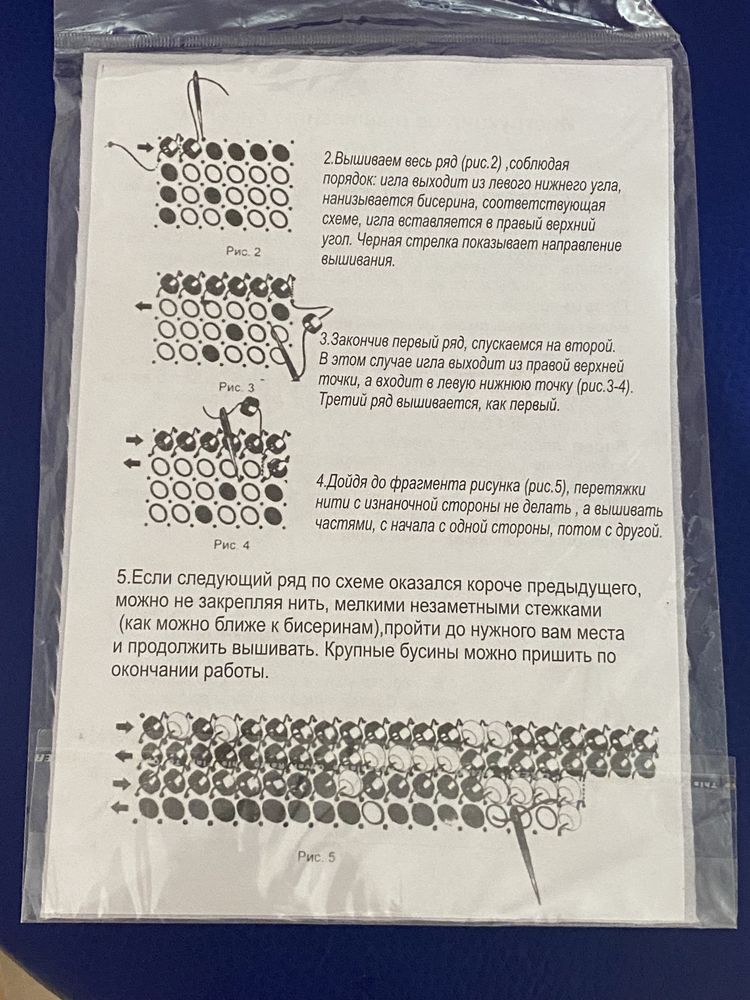 2.Вышиваем весь ряд (рис.2) ,соблюдая
порядок: игла выходит из левого нижнего угла,
нанизывается бисерина, соответствующая
схеме, игла вставляется в правый верхний
угол. Черная стрелка показывает направление
вышивания.
Рис. 2
3.Закончив первый ряд, спускаемся на второй.
В этом случае игла выходит из правой верхней
точки, а входит в левую нижнюю точку (рис.3-4).
Третий ряд вышивается, как первый.
Рис. 3
4.Дойдя до фрагмента рисунка (рис.5), перетяжки
нити с изнаночной стороны не делать , а вышивать
частями, с начала с одной стороны, потом с другой.
Рис. 4
5.Если следующий ряд по схеме оказался короче предыдущего,
можно не закрепляя нить, мелкими незаметными стежками
(как можно ближе к бисеринам),пройти до нужного вам места
и продолжить вышивать. Крупные бусины можно пришить по
окончании работы.
Рис. 5